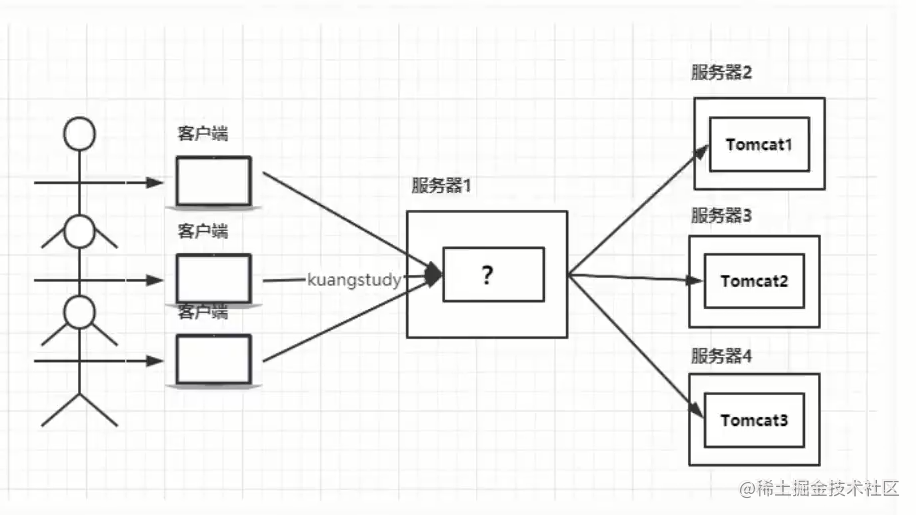 服务器2
客户端
Tomcat1
服务器1
服务器3
客户端
kuangstudy
?
Tomcat2
客户端
服务器4
Tomcat3
@稀土掘金技术社区